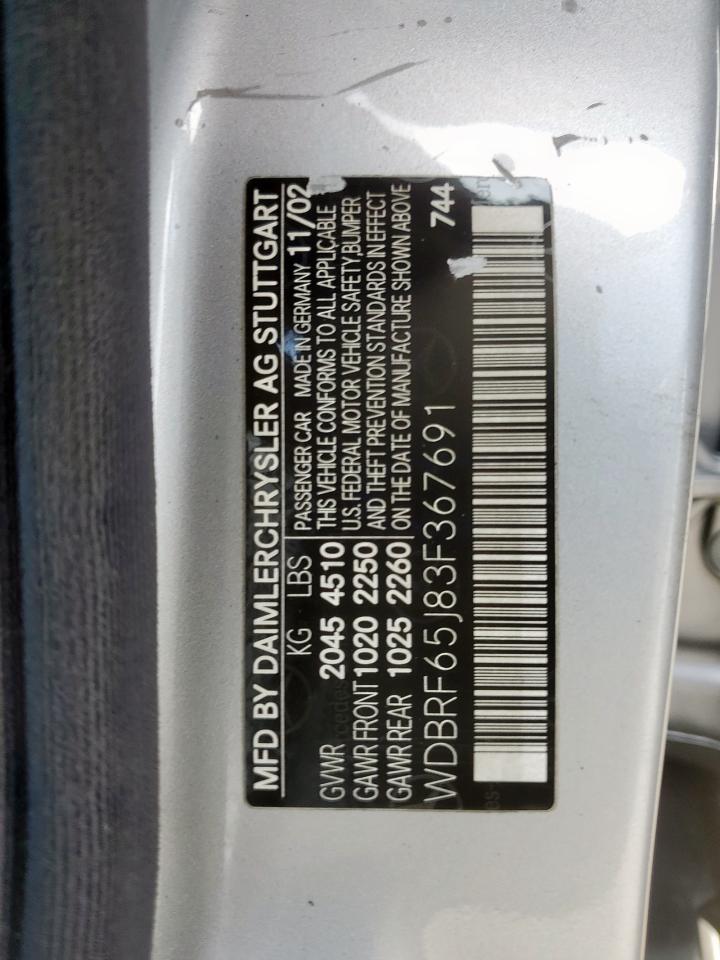 MFD BY DAIMLERCHRYSLER AG STUTTGART
KG LBS
GVWR 2045 4510
GAWR FRONT 1020 2250
GAWR REAR 1025 2260
PASSENGER CAR MADE IN GERMANY 11/02
THIS VEHICLE CONFORMS TO ALL APPLICABLE
U.S. FEDERAL MOTOR VEHICLE SAFETY,BUMPER
AND THEFT PREVENTION STANDARDS IN EFFECT
ON THE DATE OF MANUFACTURE SHOWN ABOVE
WDBRF65J83F367691 744